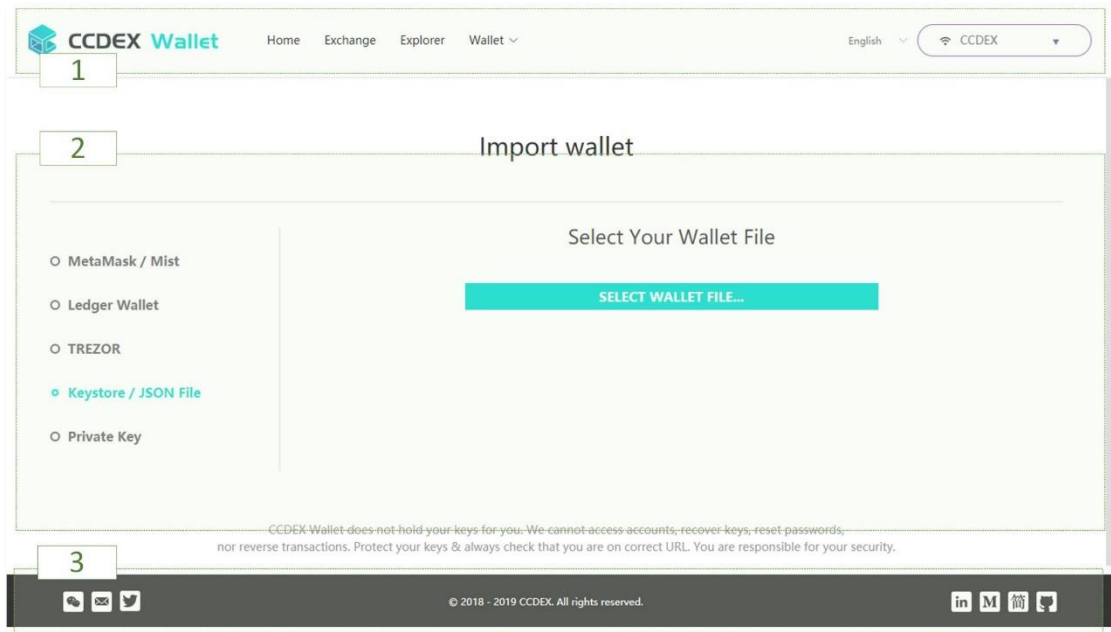 CCDEX Wallet Home Exchange Explorer Wallet English CCDEX
1
2
Import wallet
Select Your Wallet File
SELECT WALLET FILE...
MetaMask / Mist
Ledger Wallet
TREZOR
Keystore / JSON File
Private Key
CCDEX Wallet does not hold your keys for you. We cannot access accounts, recover keys, reset passwords,
nor reverse transactions. Protect your keys & always check that you are on correct URL. You are responsible for your security.
3
© 2018 - 2019 CCDEX. All rights reserved.
in M 简